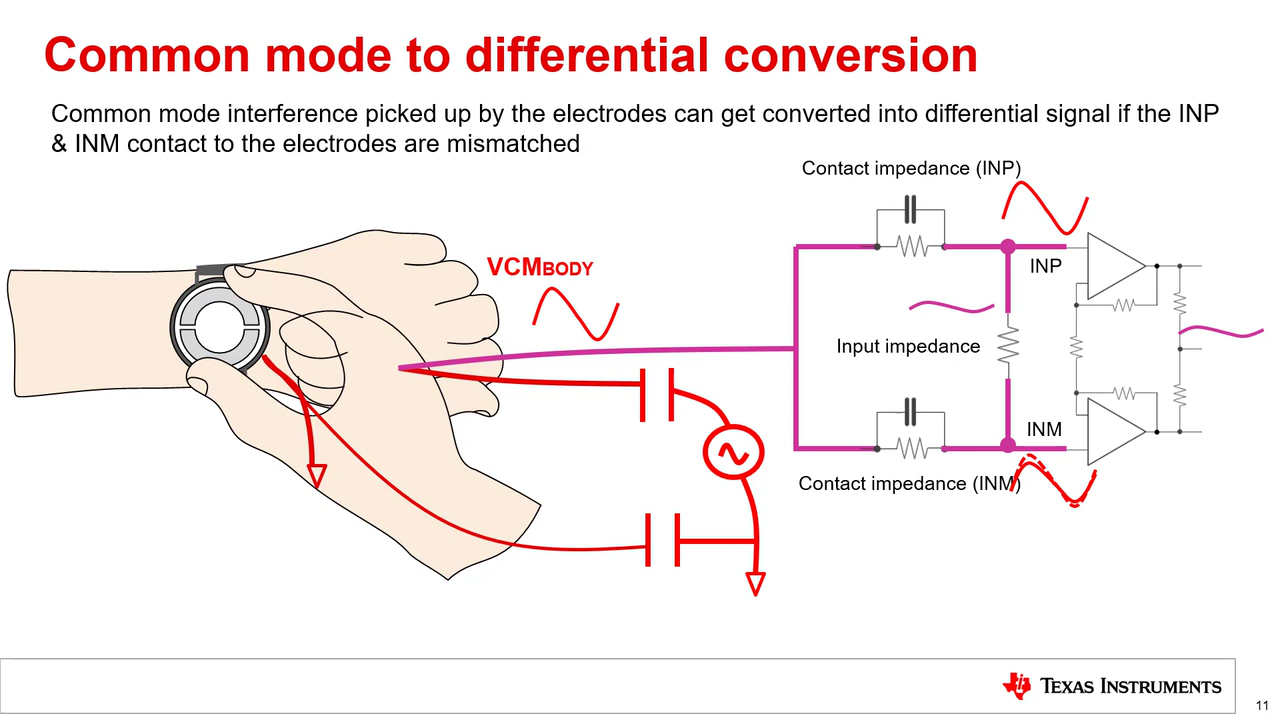 Common mode to differential conversion
Common mode interference picked up by the electrodes can get converted into differential signal if the INP
& INM contact to the electrodes are mismatched
Contact impedance (INP)
VCMBODY
INP
Input impedance
INM
Contact impedance (INM)
TEXAS INSTRUMENTS
11